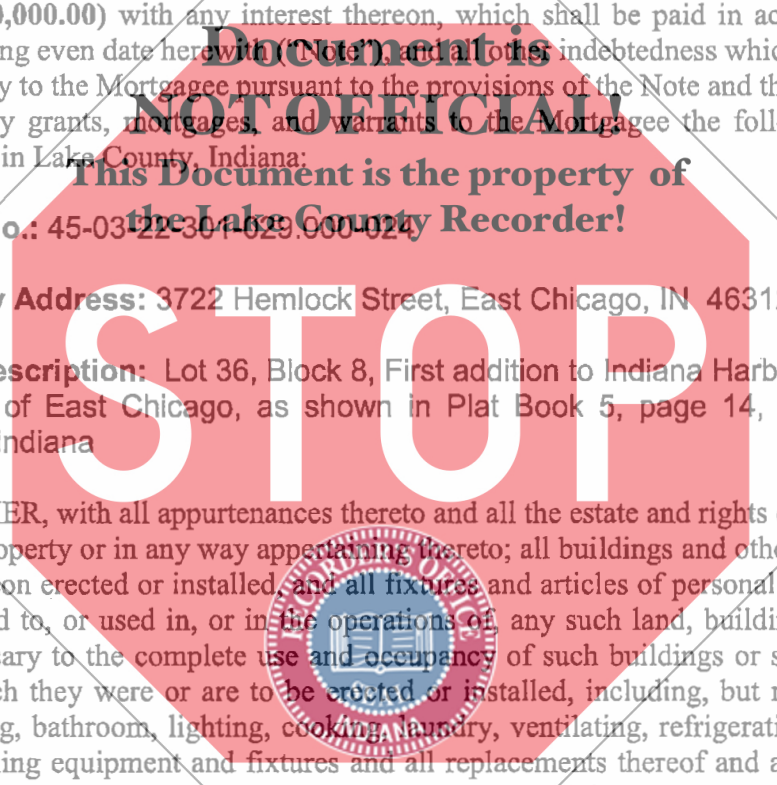 0,000.00) with any interest thereon, which shall be paid in ac
ing even date herewith ("Note"), and all other indebtedness whic
y to the Mortgagee pursuant to the provisions of the Note and th
y grants, mortgages, and warrants to the Mortgagee the foll
in Lake County, Indiana:
Document is
NOT OFFICIAL!
This Document is the property of
the Lake County Recorder!
o.: 45-03-22-301-029.000-024
y Address: 3722 Hemlock Street, East Chicago, IN 46312
escription: Lot 36, Block 8, First addition to Indiana Harb
of East Chicago, as shown in Plat Book 5, page 14,
Indiana
STOP
ER, with all appurtenances thereto and all the estate and rights
operty or in any way appertaining thereto; all buildings and othe
on erected or installed, and all fixtures and articles of personal
d to, or used in, or in the operations of, any such land, buildi
sary to the complete use and occupancy of such buildings or s
ch they were or are to be erected or installed, including, but
g, bathroom, lighting, cooking, laundry, ventilating, refrigerati
ning equipment and fixtures and all replacements thereof and a
RECORDERS OFFICE
SEAL
INDIANA